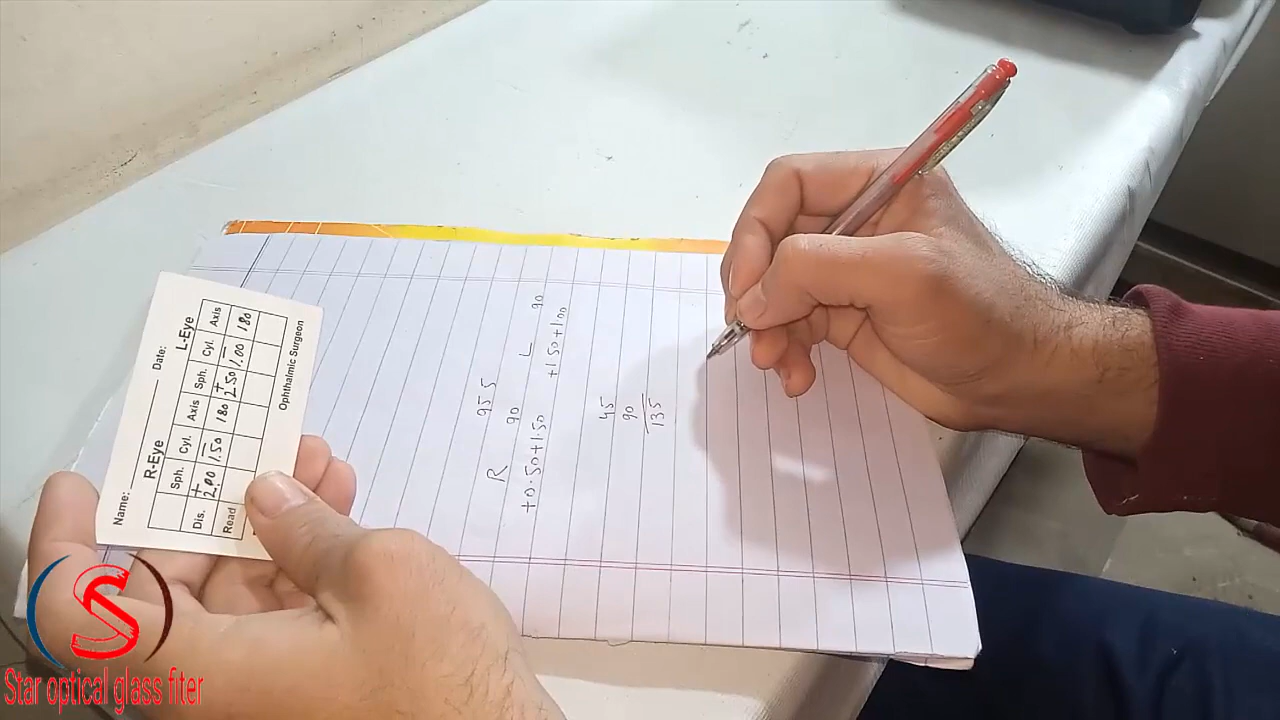 Name: Date:
R-Eye L-Eye
Sph. Cyl. Axis Sph. Cyl. Axis
Dis. +2.00 -1.50 180 +2.50 -1.00 180
Read
Ophthalmic Surgeon
955
R 90 L 90
+0.50+1.50 +1.50+1.00
45
90
135
S
Star optical glass fiter